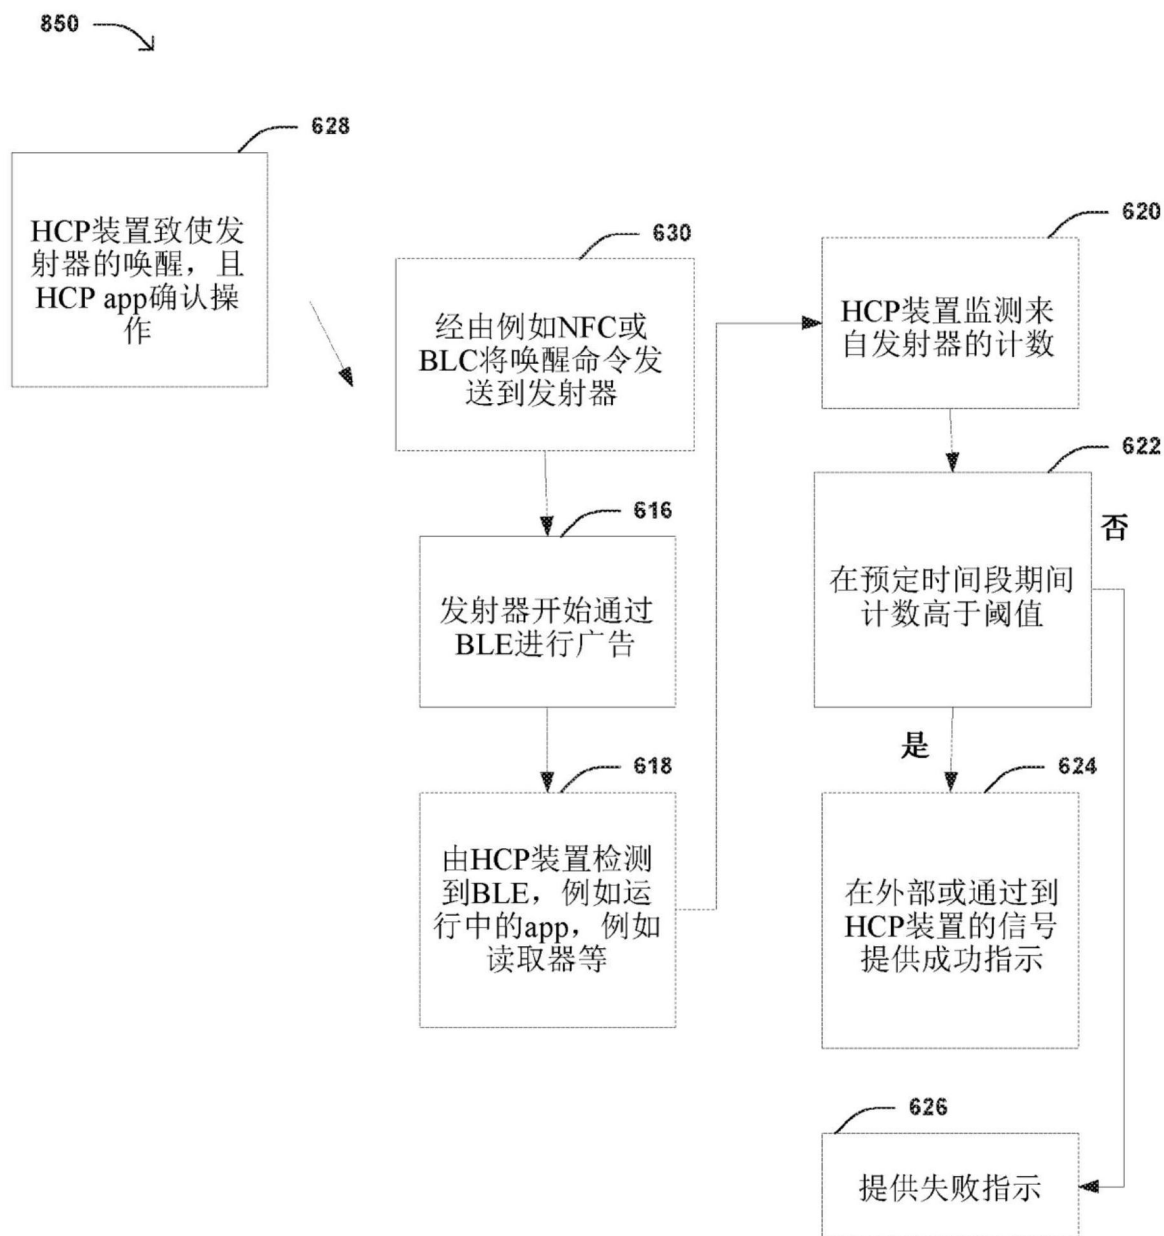 850
628
HCP装置致使发
射器的唤醒，且
HCP app确认操
作
630
经由例如NFC或
BLC将唤醒命令发
送到发射器
616
发射器开始通过
BLE进行广告
618
由HCP装置检测
到BLE，例如运
行中的app，例如
读取器等
620
HCP装置监测来
自发射器的计数
622
在预定时间段期间
计数高于阈值
否
是
624
在外部或通过到
HCP装置的信号
提供成功指示
626
提供失败指示